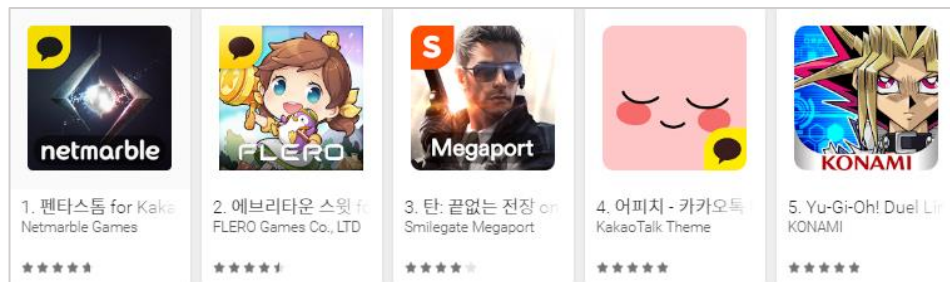 netmarble
1. 펜타스톰 for Kaka
Netmarble Games
FLERO
2. 에브리타운 스윗 fo
FLERO Games Co., LTD
S
Megaport
3. 탄: 끝없는 전장 on
Smilegate Megaport
4. 어피치 - 카카오톡
KakaoTalk Theme
KONAMI
5. Yu-Gi-Oh! Duel Lin
KONAMI